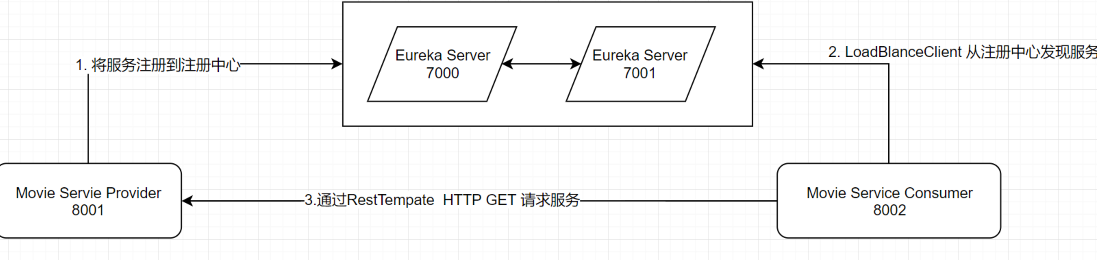 Eureka Server
7000
Eureka Server
7001
1. 将服务注册到注册中心
2. LoadBlanceClient 从注册中心发现服务
Movie Servie Provider
8001
3.通过RestTempate HTTP GET 请求服务
Movie Service Consumer
8002